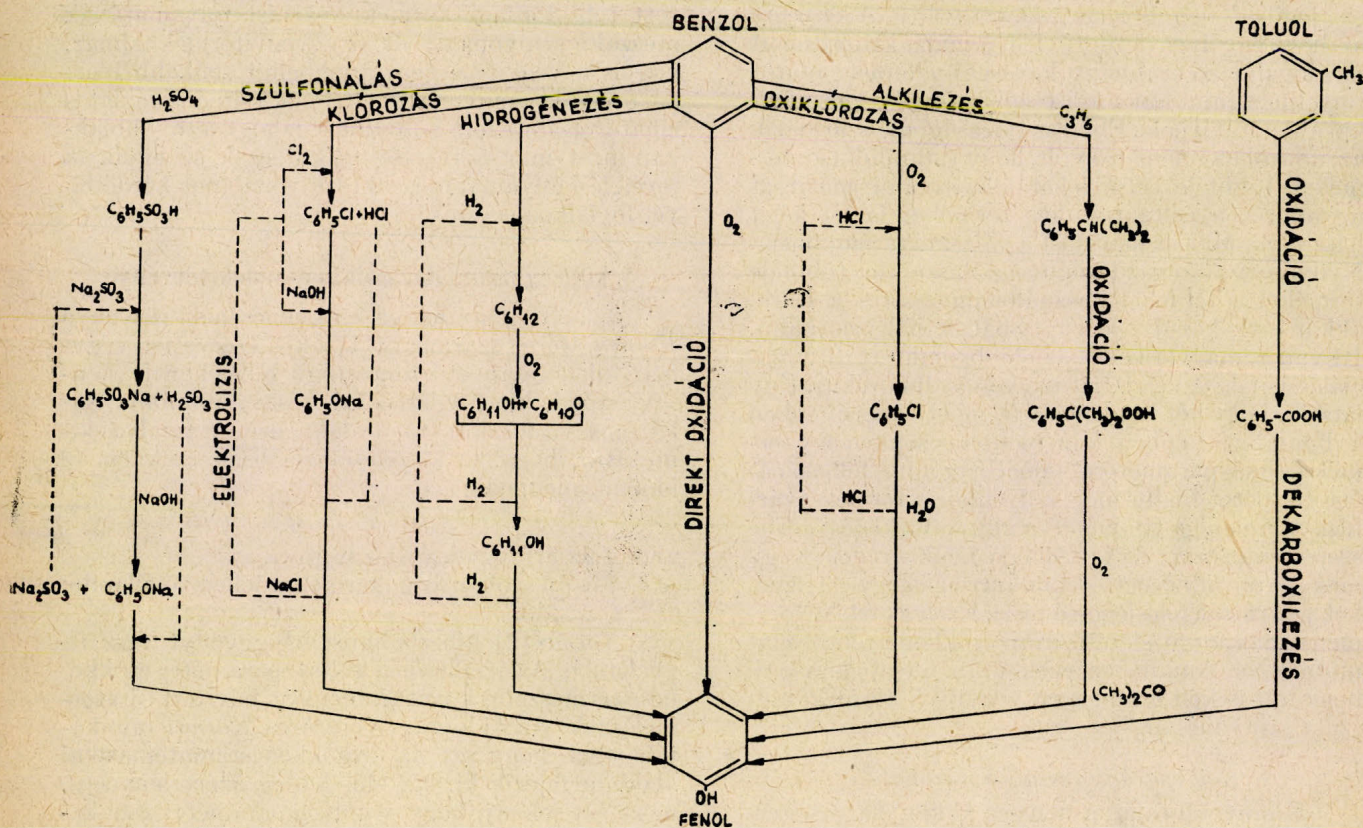 BENZOL
TOLUOL
CH₃
H₂SO₄
SZULFONÁLÁS
KLÓROZÁS
HIDROGÉNEZÉS
OXIKLÓROZÁS
ALKILEZÉS
C₃H₆
Cl₂
O₂
C₆H₅SO₃H
C₆H₅Cl+HCl
H₂
O₂
HCl
C₆H₅CH(CH₃)₂
OXIDÁCIÓ
Na₂SO₃
NaOH
C₆H₁₂
O₂
OXIDÁCIÓ
ELEKTROLIZIS
C₆H₅SO₃Na + H₂SO₃
C₆H₅ONa
C₆H₁₁OH+C₆H₁₀O
DIREKT OXIDÁCIÓ
C₆H₅Cl
C₆H₅C(CH₃)₂OOH
C₆H₅-COOH
NaOH
H₂
HCl
H₂O
C₆H₁₁OH
DEKARBOXILEZÉS
Na₂SO₃ + C₆H₅ONa
NaCl
H₂
O₂
(CH₃)₂CO
OH
FENOL